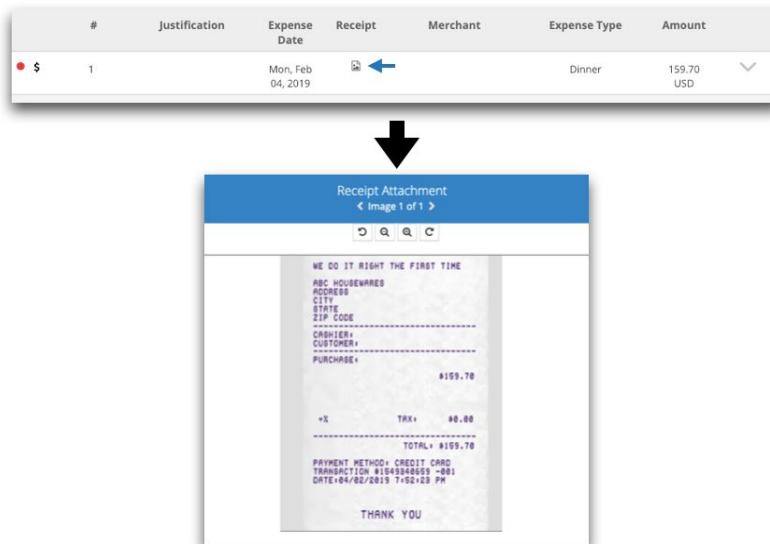 # Justification Expense Date Receipt Merchant Expense Type Amount
$ 1 Mon, Feb 04, 2019 Dinner 159.70 USD
Receipt Attachment
< Image 1 of 1 >
WE DO IT RIGHT THE FIRST TIME
ABC HOUSEWARES
ADDRESS
CITY
STATE
ZIP CODE
CASHIER:
CUSTOMER:
PURCHASE:
$159.70
+% TAX: $0.00
TOTAL: $159.70
PAYMENT METHOD: CREDIT CARD
TRANSACTION #1549340659 -001
DATE:04/02/2019 7:52:23 PM
THANK YOU